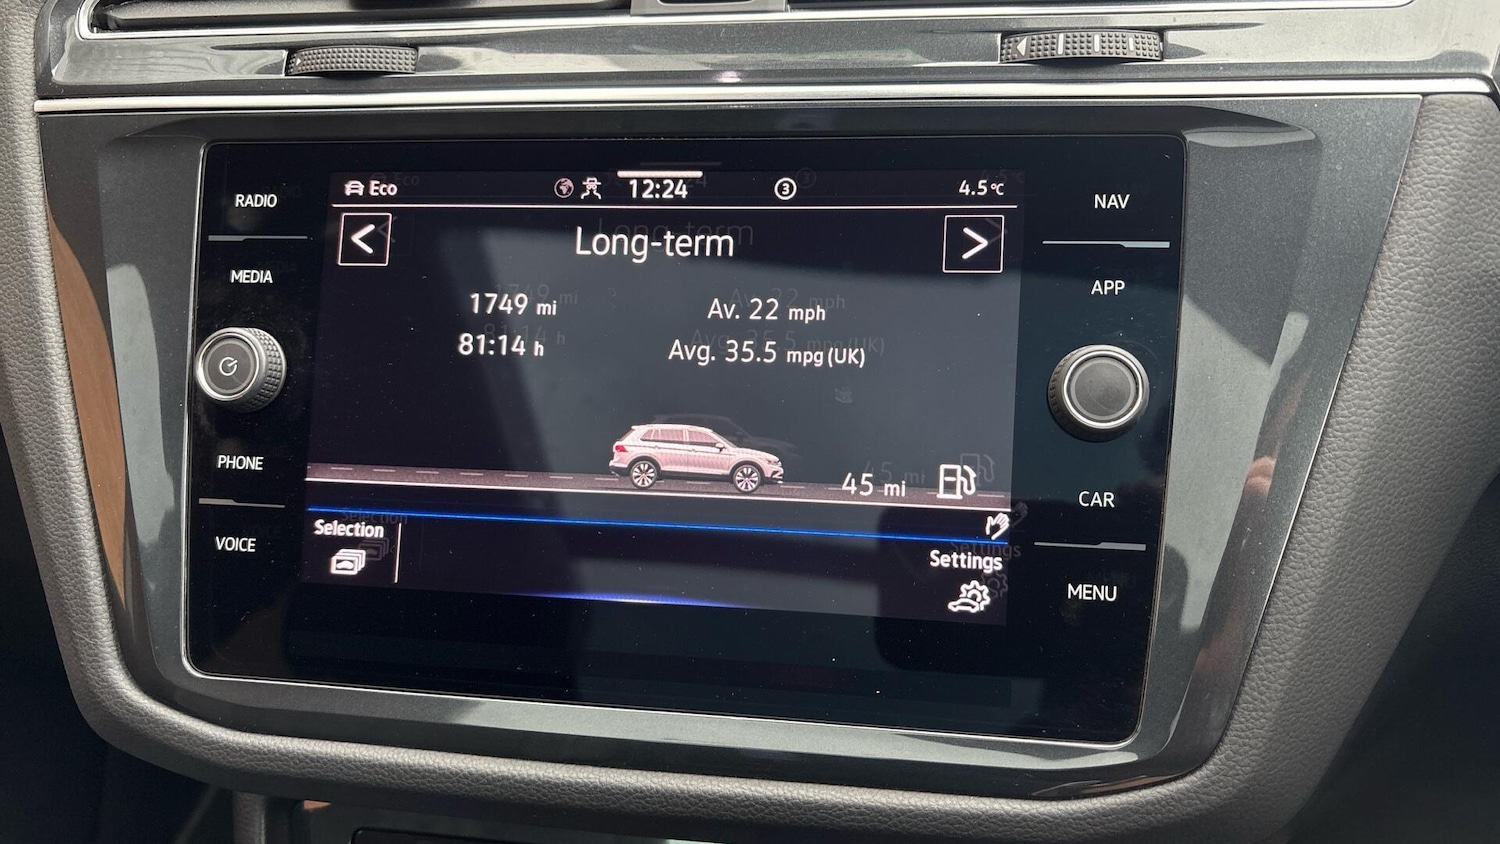 Eco
12:24
3
4.5°C
Long-term
1749 mi
Av. 22 mph
81:14 h
Avg. 35.5 mpg (UK)
45 mi
Selection
Settings
RADIO
MEDIA
PHONE
VOICE
NAV
APP
CAR
MENU